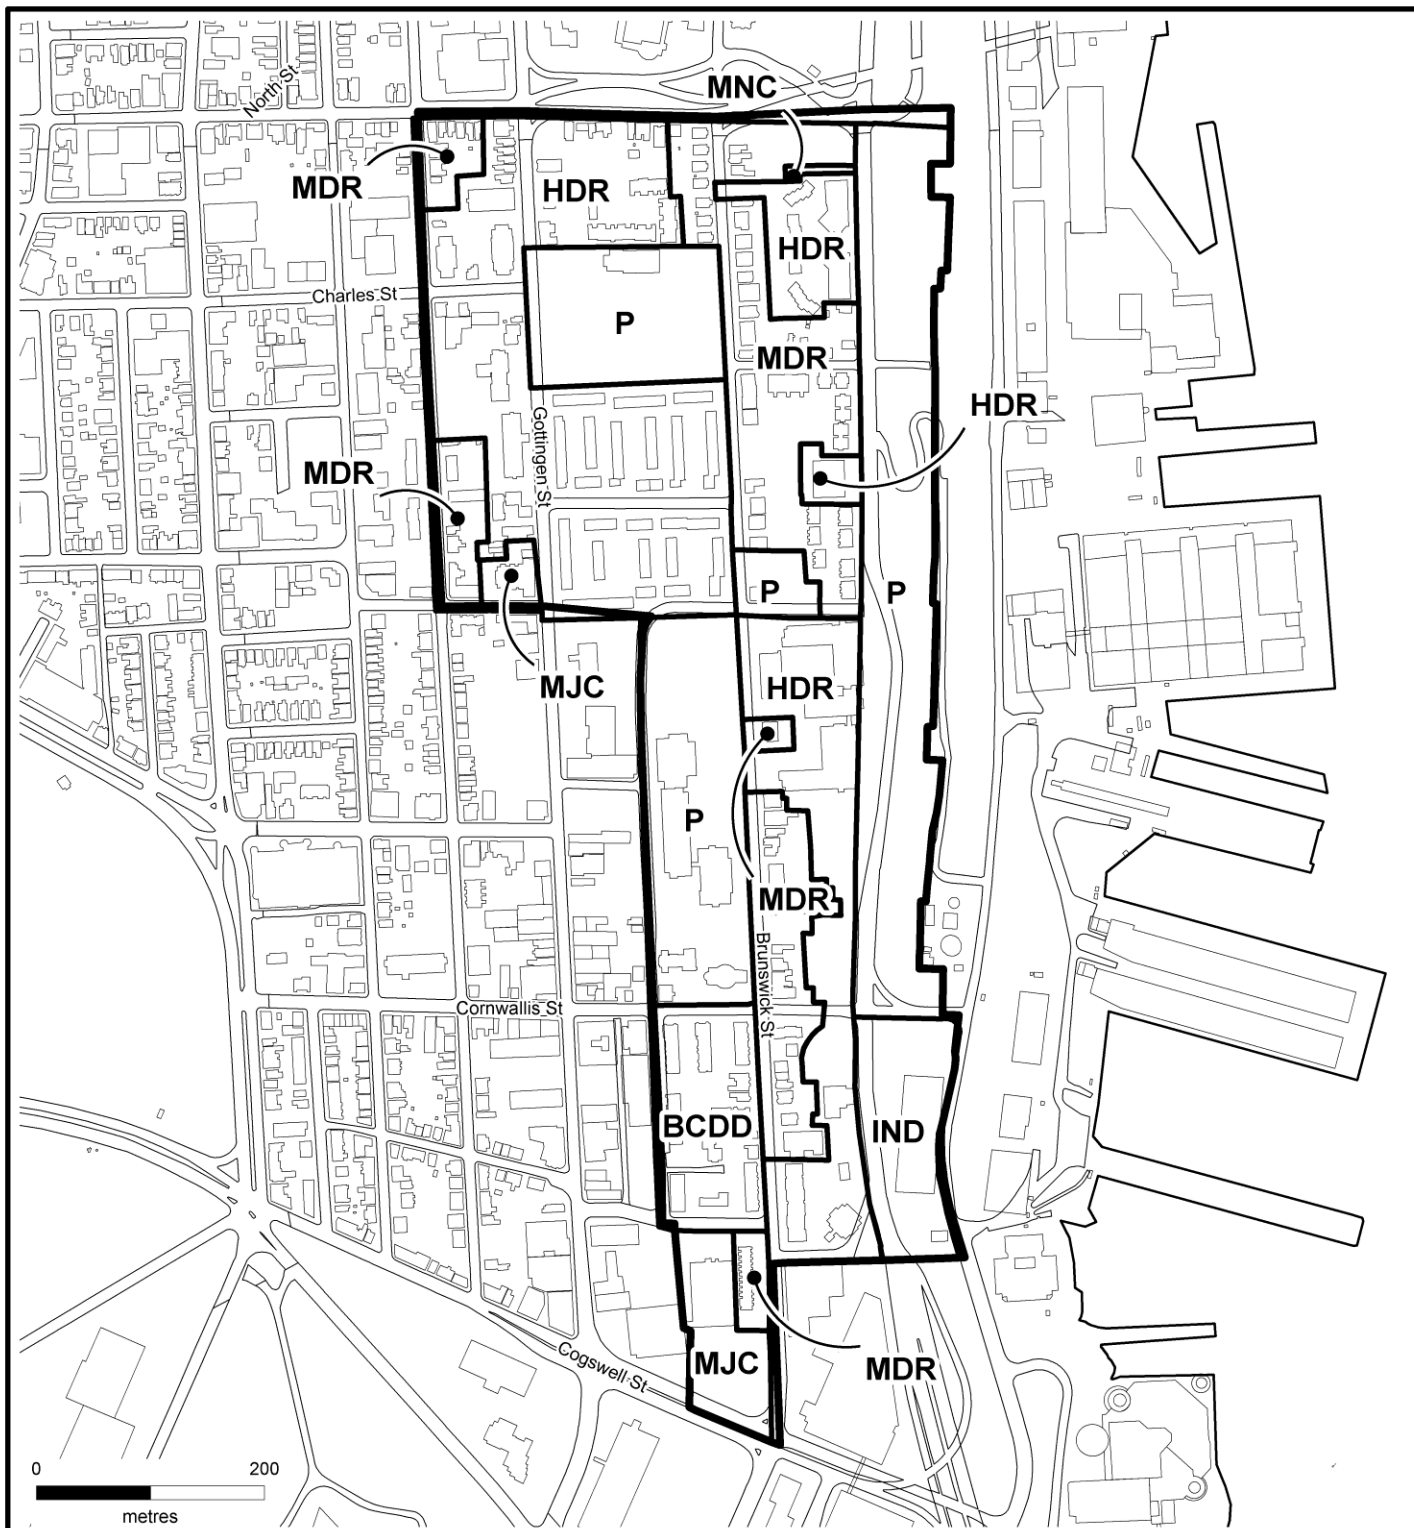 MNC
North St
MDR
HDR
HDR
Charles St
P
MDR
HDR
Gottingen St
MDR
P
P
MJC
HDR
P
MDR
Brunswick St
Cornwallis St
BCDD
IND
Cogswell St
MJC
MDR
0 200
metres